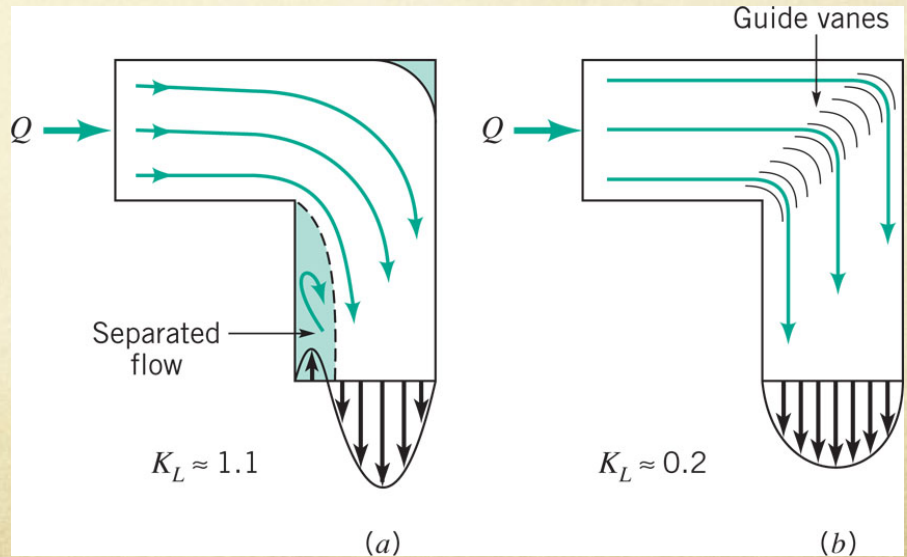 Guide vanes
Q
Q
Separated
flow
K_L ≈ 1.1
K_L ≈ 0.2
(a)
(b)